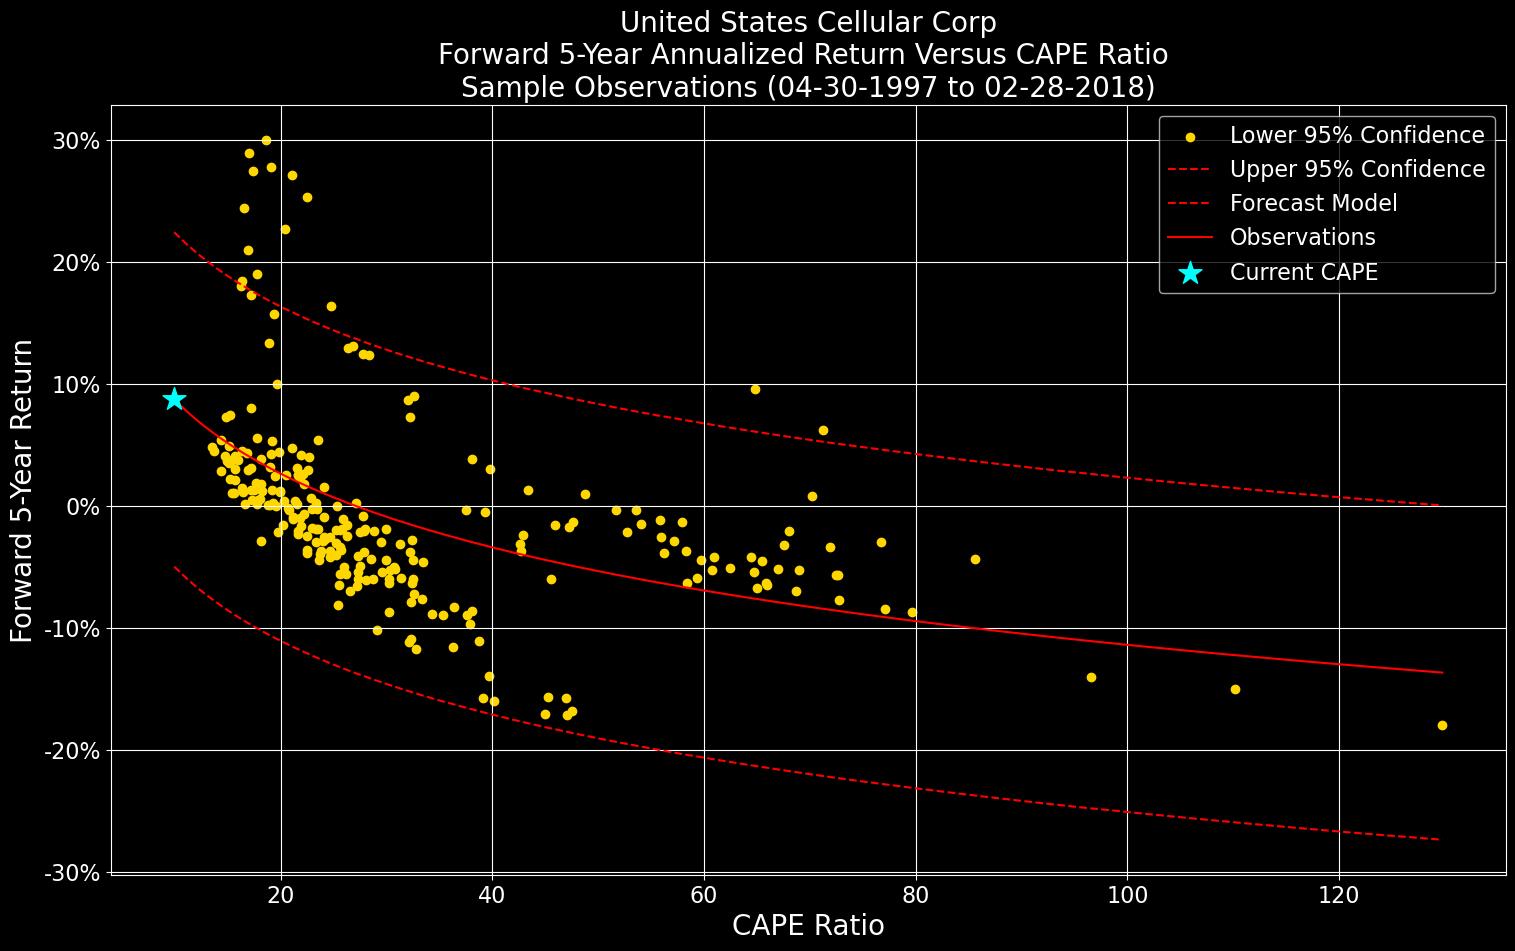 United States Cellular Corp
Forward 5-Year Annualized Return Versus CAPE Ratio
Sample Observations (04-30-1997 to 02-28-2018)
Forward 5-Year Return
30%
20%
10%
0%
-10%
-20%
-30%
Lower 95% Confidence
Upper 95% Confidence
Forecast Model
Observations
Current CAPE
20 40 60 80 100 120
CAPE Ratio